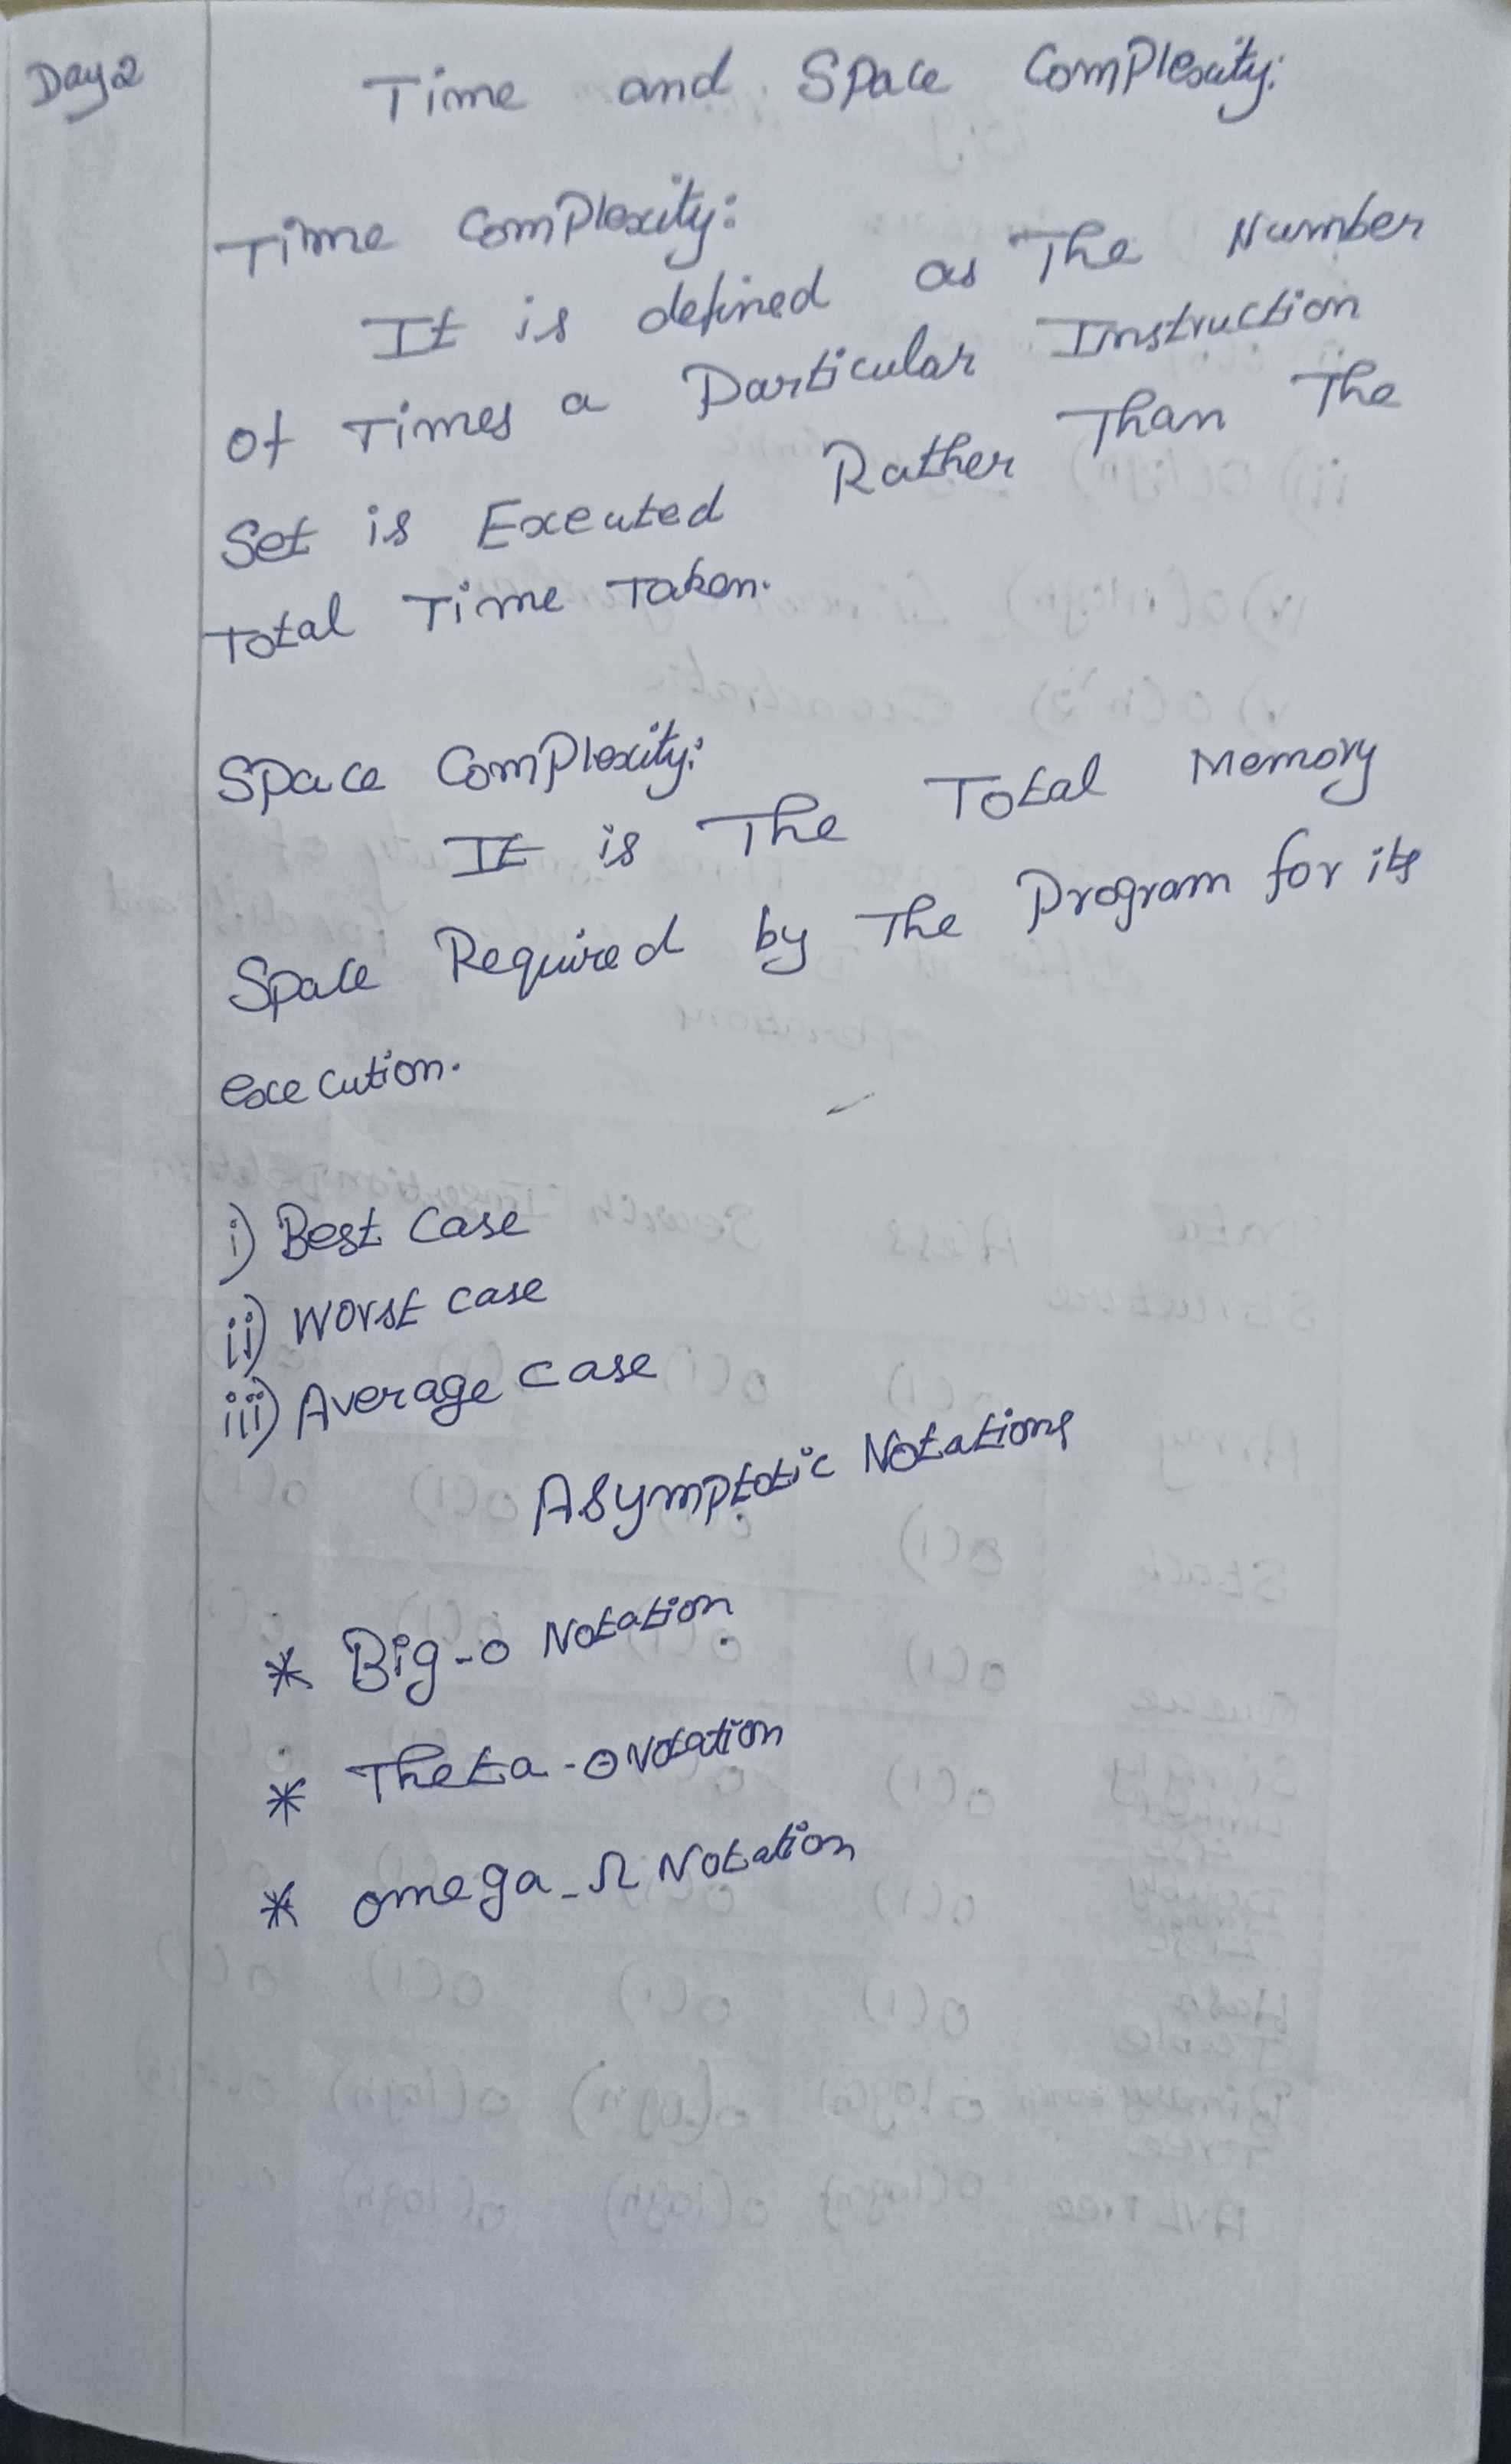 Day2
Time and Space Complexity:
Time Complexity:
It is defined as The Number
Of Times a Particular Instruction
Set is Executed Rather Than The
Total Time Taken.
Space Complexity:
It is The Total Memory
Space Required by The Program for its
execution.
i) Best Case
ii) Worst case
iii) Average case
Asymptotic Notations
* Big-O Notation
* Theta-Θ Notation
* omega-Ω Notation